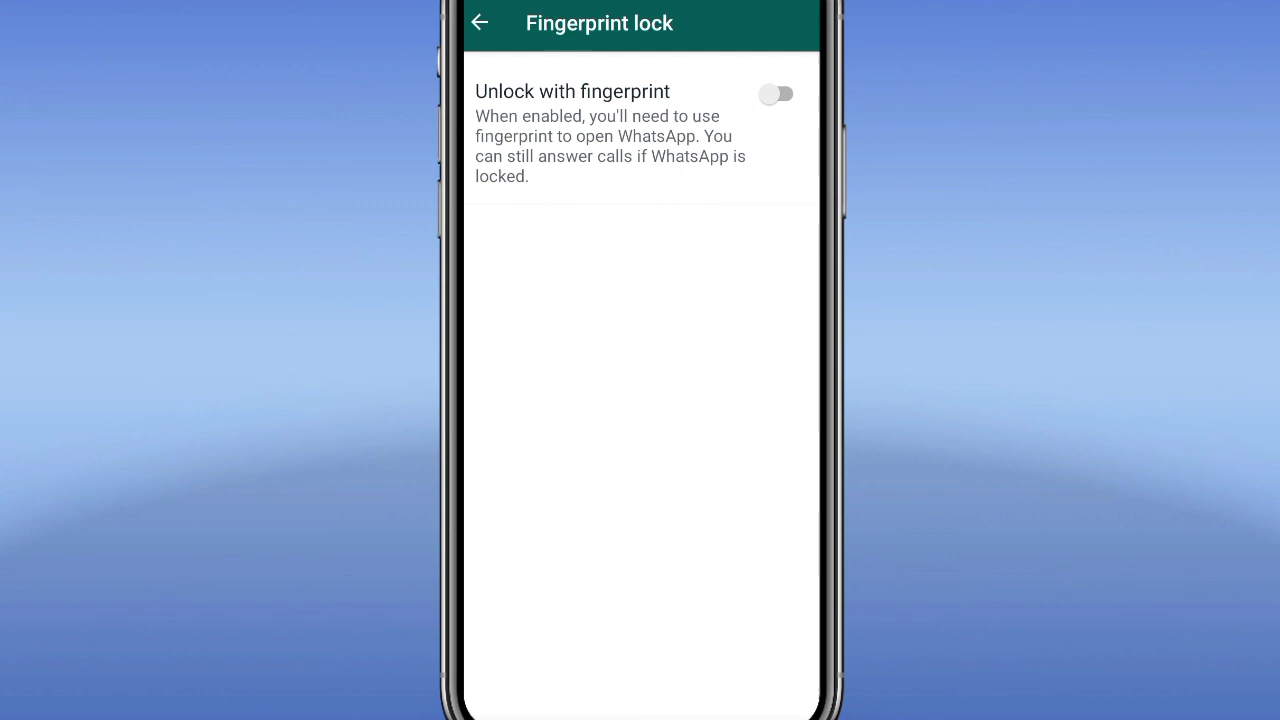 Fingerprint lock
Unlock with fingerprint
When enabled, you'll need to use
fingerprint to open WhatsApp. You
can still answer calls if WhatsApp is
locked.